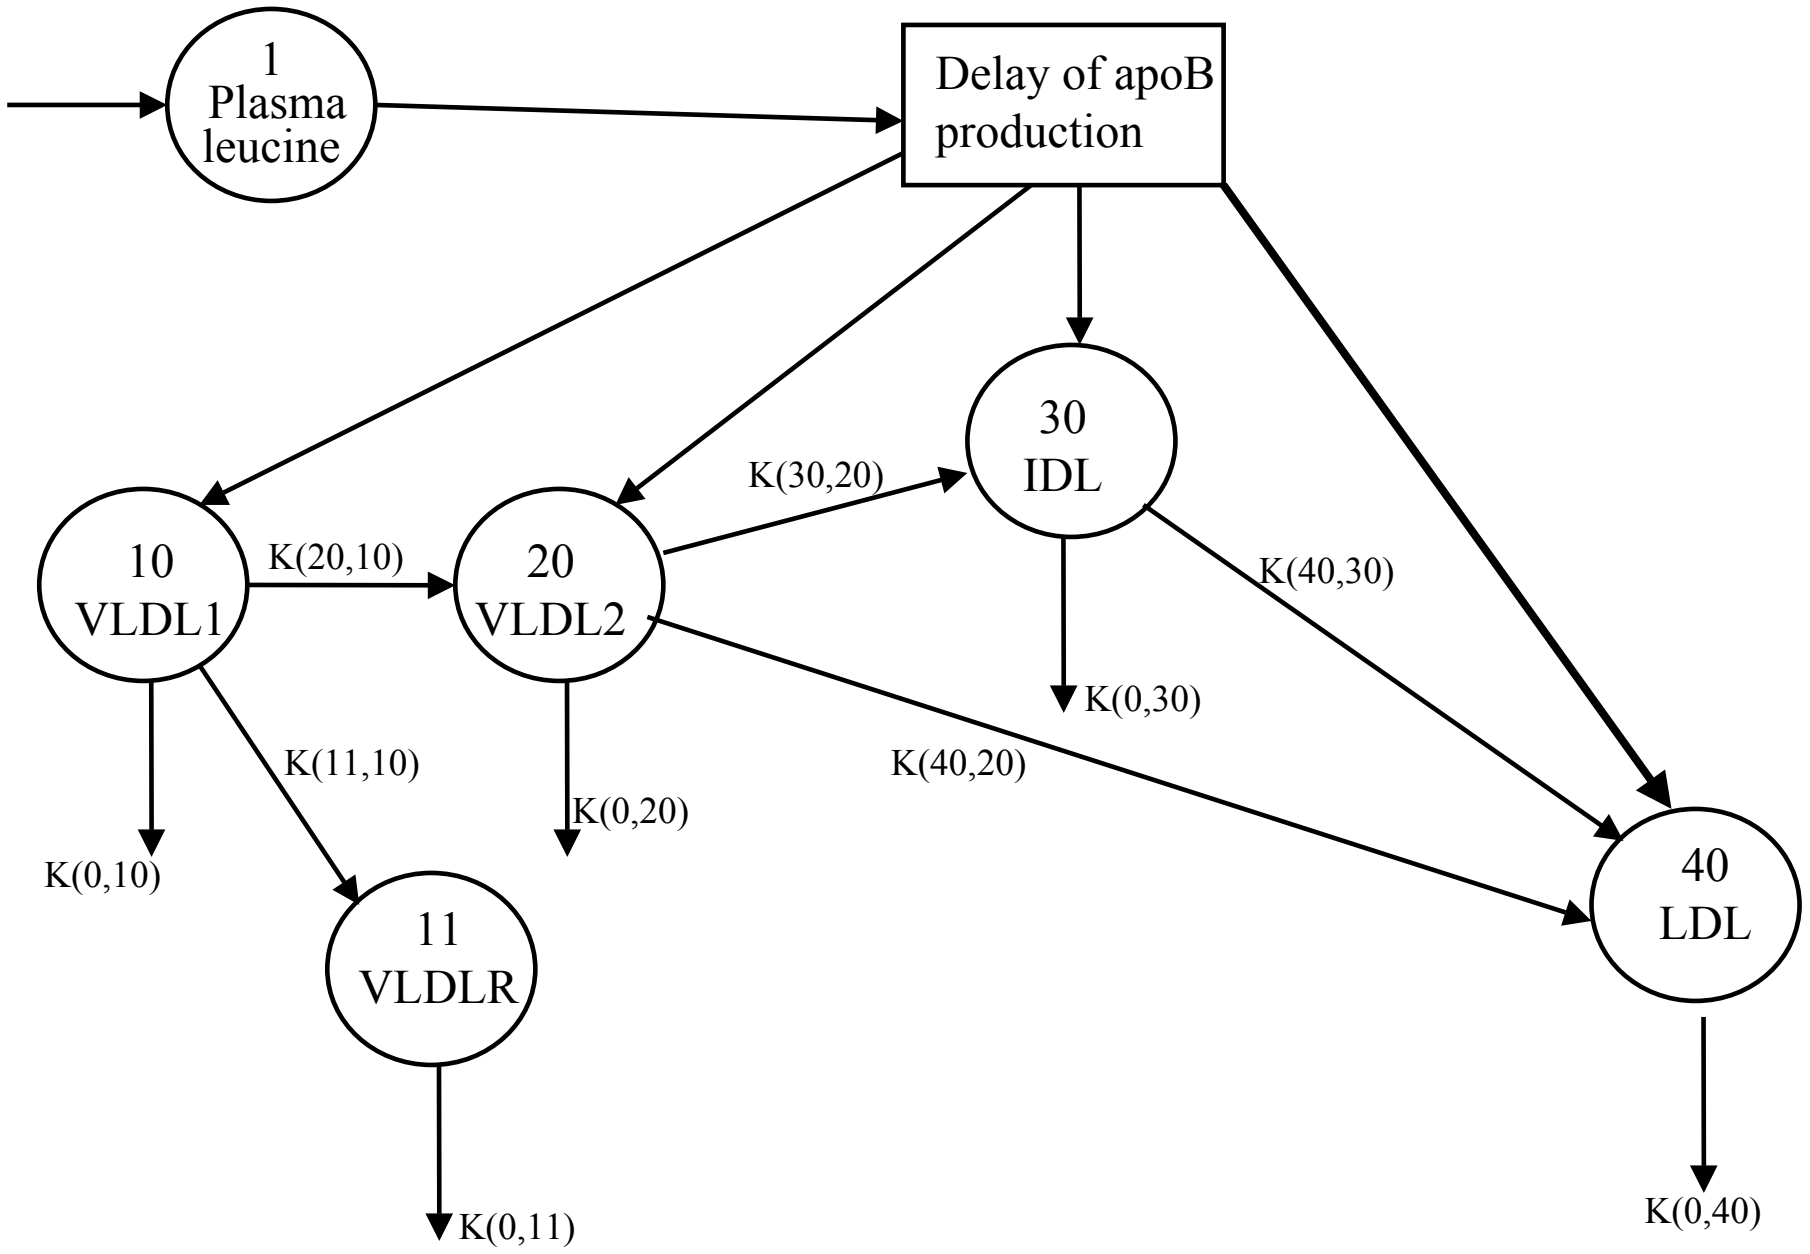 1
Plasma
leucine
Delay of apoB
production
30
IDL
K(30,20)
10
VLDL1
K(20,10)
20
VLDL2
K(40,30)
K(0,30)
K(11,10)
K(40,20)
K(0,20)
K(0,10)
40
LDL
11
VLDLR
K(0,11)
K(0,40)